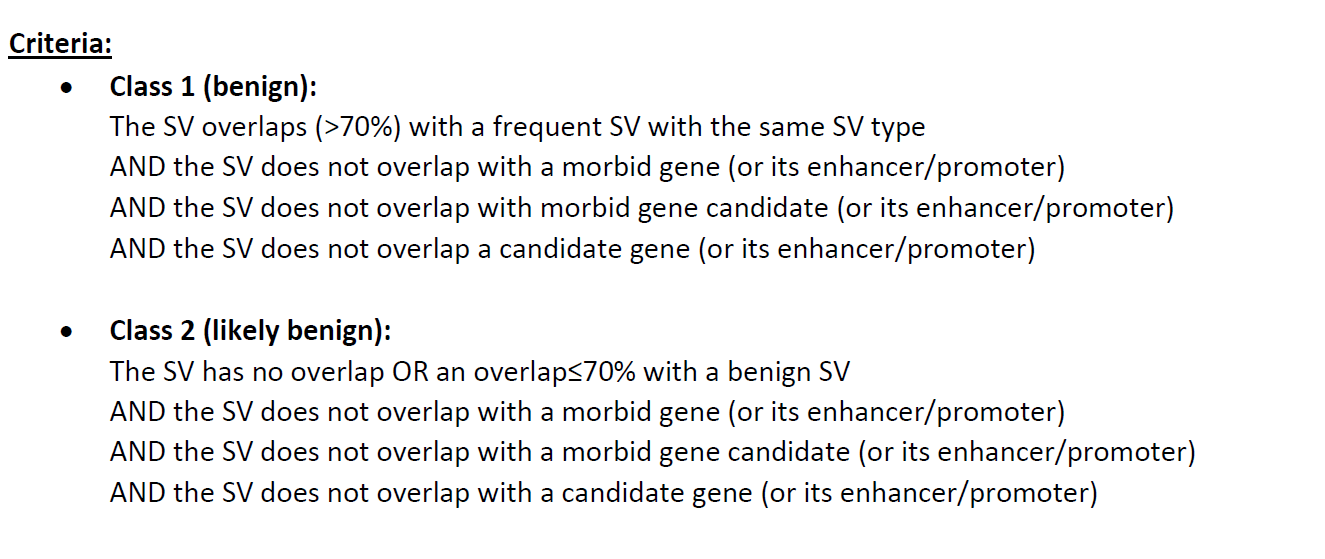 Criteria:
• Class 1 (benign):
The SV overlaps (>70%) with a frequent SV with the same SV type
AND the SV does not overlap with a morbid gene (or its enhancer/promoter)
AND the SV does not overlap with morbid gene candidate (or its enhancer/promoter)
AND the SV does not overlap a candidate gene (or its enhancer/promoter)
• Class 2 (likely benign):
The SV has no overlap OR an overlap≤70% with a benign SV
AND the SV does not overlap with a morbid gene (or its enhancer/promoter)
AND the SV does not overlap with a morbid gene candidate (or its enhancer/promoter)
AND the SV does not overlap with a candidate gene (or its enhancer/promoter)